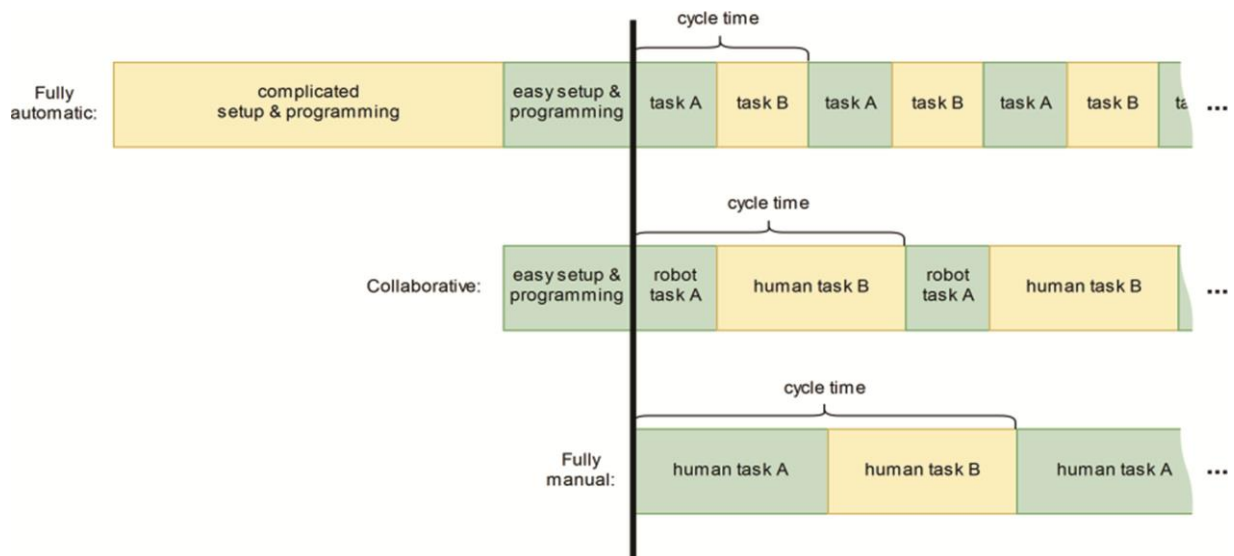 cycle time
Fully
automatic:
complicated
setup & programming
easy setup &
programming
task A
task B
task A
task B
task A
task B
...
cycle time
Collaborative:
easy setup &
programming
robot
task A
human task B
robot
task A
human task B
...
cycle time
Fully
manual:
human task A
human task B
human task A
...